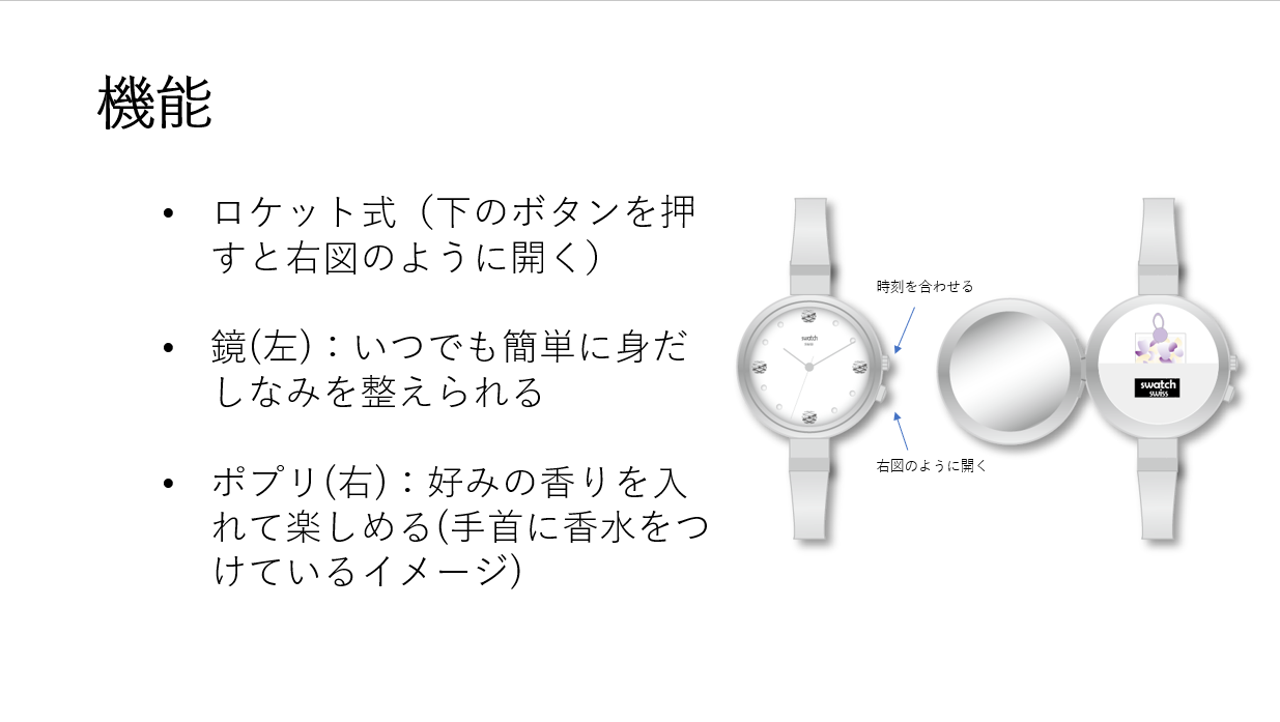 機能
• ロケット式（下のボタンを押
すと右図のように開く）
• 鏡(左)：いつでも簡単に身だ
しなみを整えられる
• ポプリ(右)：好みの香りを入
れて楽しめる(手首に香水をつ
けているイメージ)
時刻を合わせる
右図のように開く
swatch
swatch
swiss